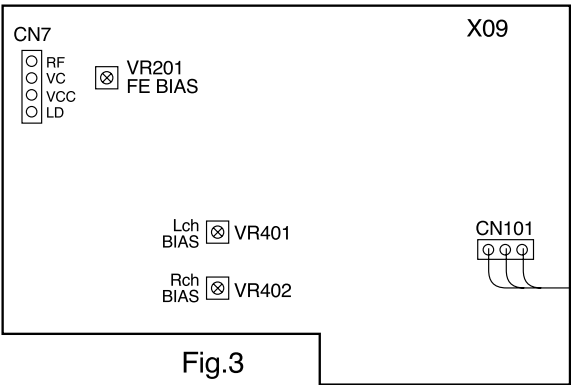 X09
CN7
RF
VC
VCC
LD
VR201
FE BIAS
Lch
BIAS
VR401
CN101
Rch
BIAS
VR402
Fig.3